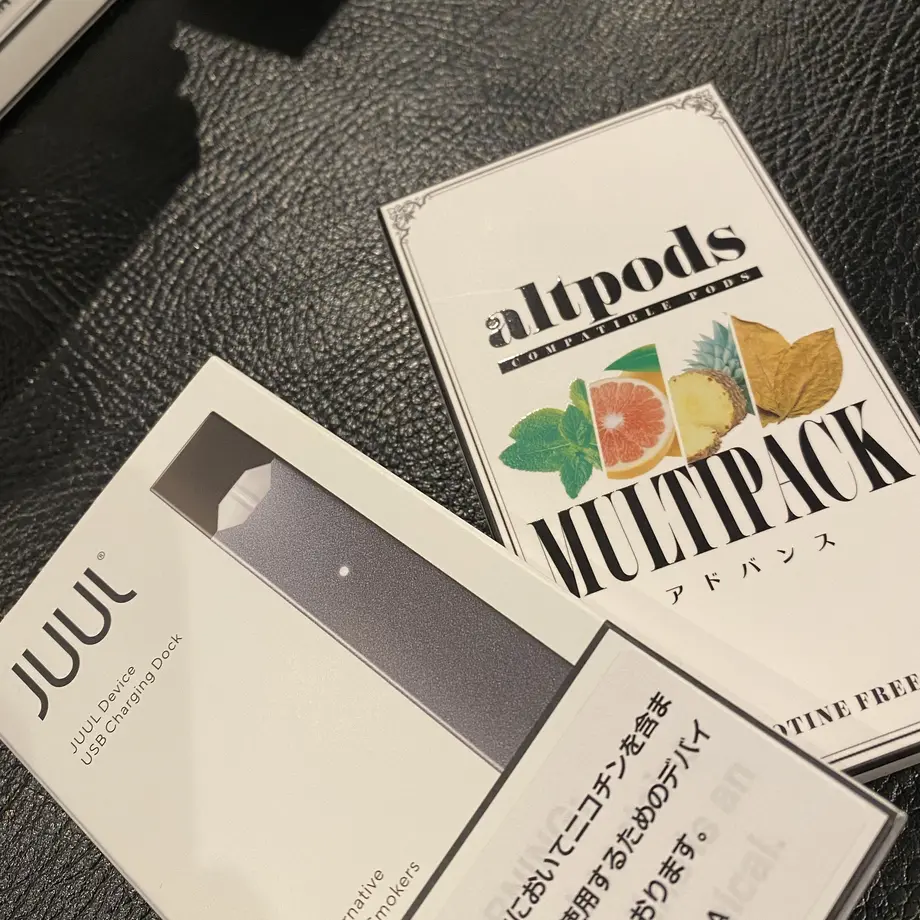 altpods
COMPATIBLE PODS
MULTIPACK
アドバンス
OTINE FREE
JUUL®
JUUL Device
USB Charging Dock
rnative
Smokers
においてニコチンを含ま
使用するためのデバイ
おります。